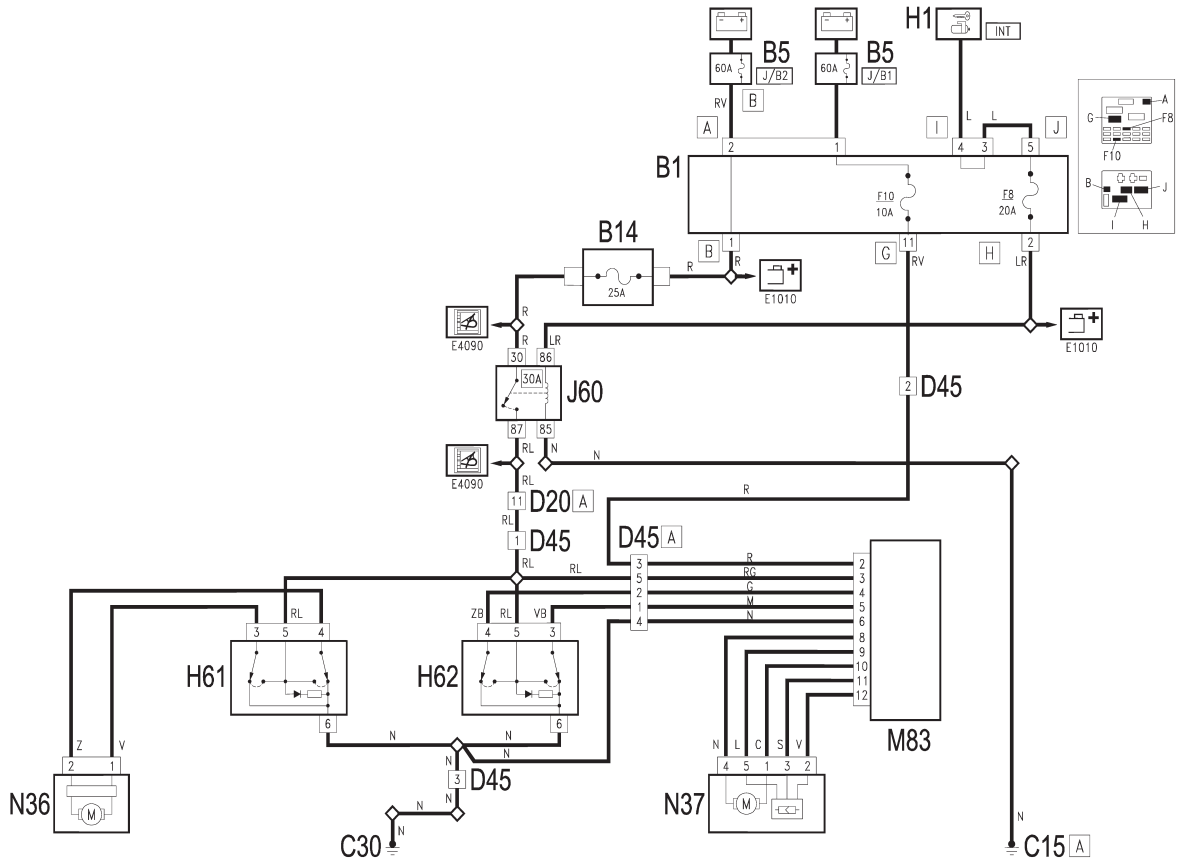 H1
INT
60A
B5
J/B2
60A
B5
J/B1
RV
B
A
I
L
L
J
2
1
4
3
5
B1
F10
10A
F8
20A
A
G
F8
F10
B
J
I
H
B
1
R
G
11
RV
H
2
LR
B14
25A
R
E1010
E1010
R
E4090
R
LR
30
86
30A
J60
87
85
2
D45
RL
N
N
E4090
RL
11
D20
A
RL
1
D45
RL
R
D45
A
RL
3
5
2
1
4
R
RG
G
M
N
2
3
4
5
6
8
9
10
11
12
M83
RL
3
5
4
H61
6
ZB
RL
VB
4
5
3
H62
6
N
N
N
N
3
D45
N
N
N
C30
Z
V
2
1
N36
M
N
L
C
S
V
4
5
1
3
2
N37
M
N
C15
A